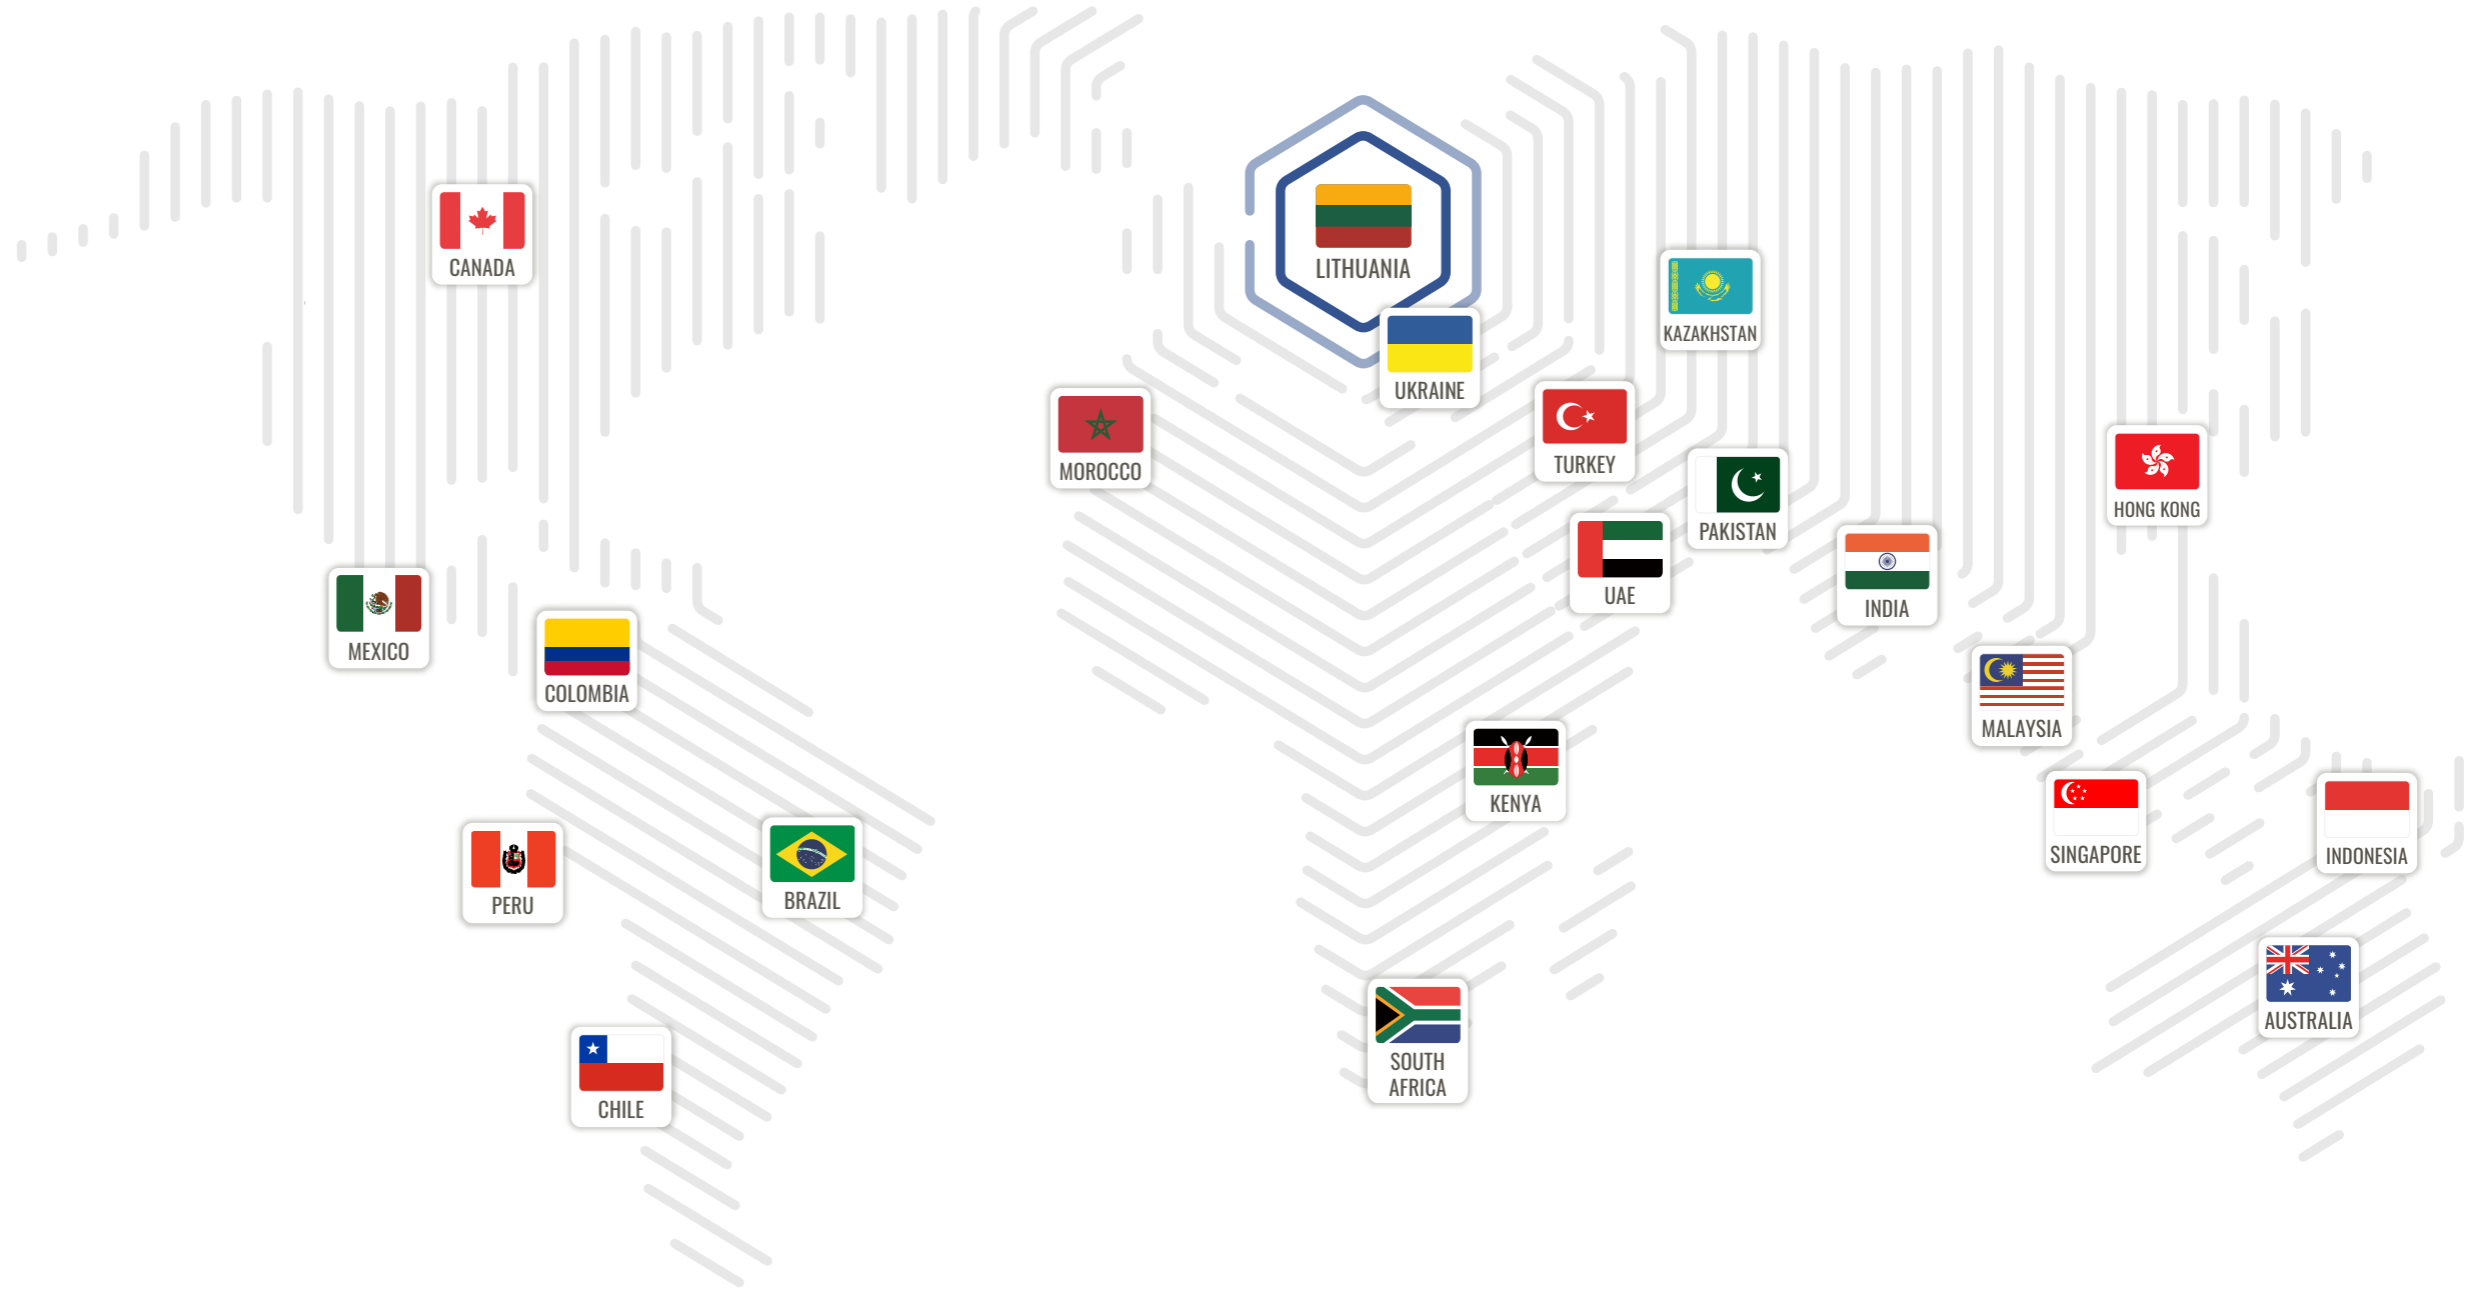 CANADA
LITHUANIA
KAZAKHSTAN
UKRAINE
TURKEY
MOROCCO
HONG KONG
PAKISTAN
UAE
INDIA
MEXICO
COLOMBIA
MALAYSIA
KENYA
SINGAPORE
INDONESIA
BRAZIL
PERU
AUSTRALIA
SOUTH
AFRICA
CHILE